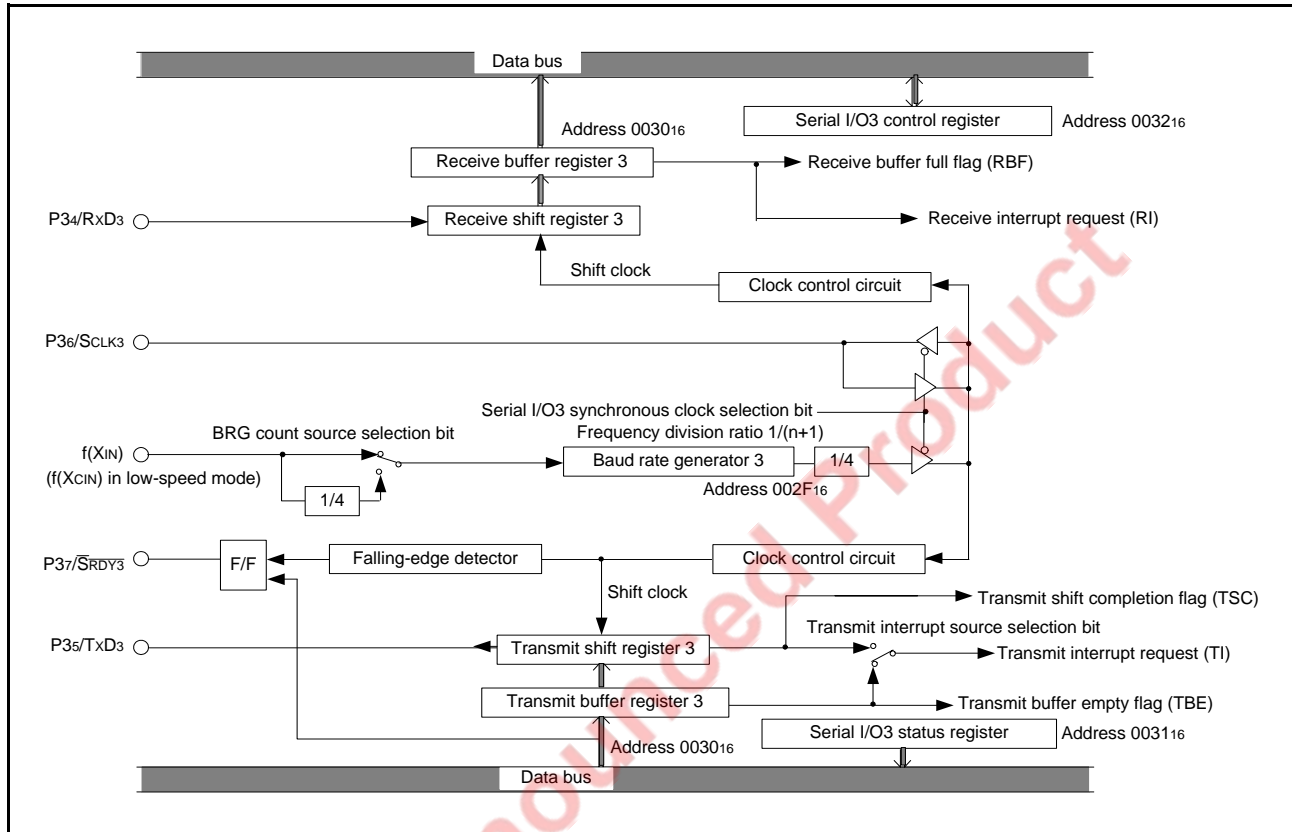 Data bus
Serial I/O3 control register
Address 003216
Address 003016
Receive buffer register 3
Receive buffer full flag (RBF)
P34/RXD3
Receive shift register 3
Receive interrupt request (RI)
Shift clock
Clock control circuit
P36/SCLK3
Serial I/O3 synchronous clock selection bit
BRG count source selection bit
Frequency division ratio 1/(n+1)
f(XIN)
Baud rate generator 3
1/4
(f(XCIN) in low-speed mode)
1/4
Address 002F16
P37/SRDY3
F/F
Falling-edge detector
Clock control circuit
Shift clock
Transmit shift completion flag (TSC)
Transmit interrupt source selection bit
P35/TXD3
Transmit shift register 3
Transmit interrupt request (TI)
Transmit buffer register 3
Transmit buffer empty flag (TBE)
Address 003016
Serial I/O3 status register
Address 003116
Data bus
ounced Product